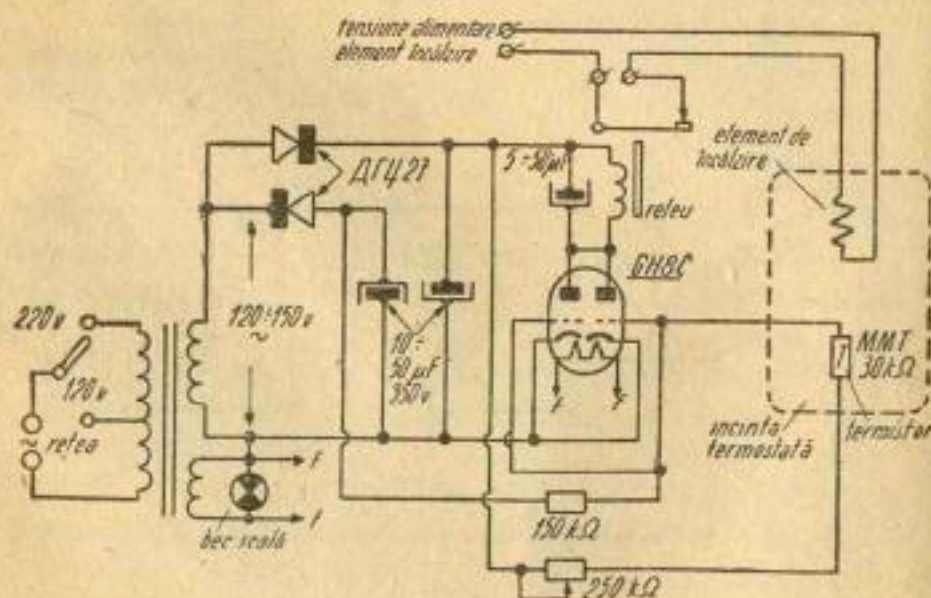 tensiune alimentare
element încălzire
5÷50μF
releu
element de
încălzire
ДГЦ27
6Н8С
220v
120v
rețea
120÷150v
~
10÷
50μF
350v
f
f
MMT
30kΩ
termistor
incinta
termostată
f
f
bec scală
150kΩ
250kΩ